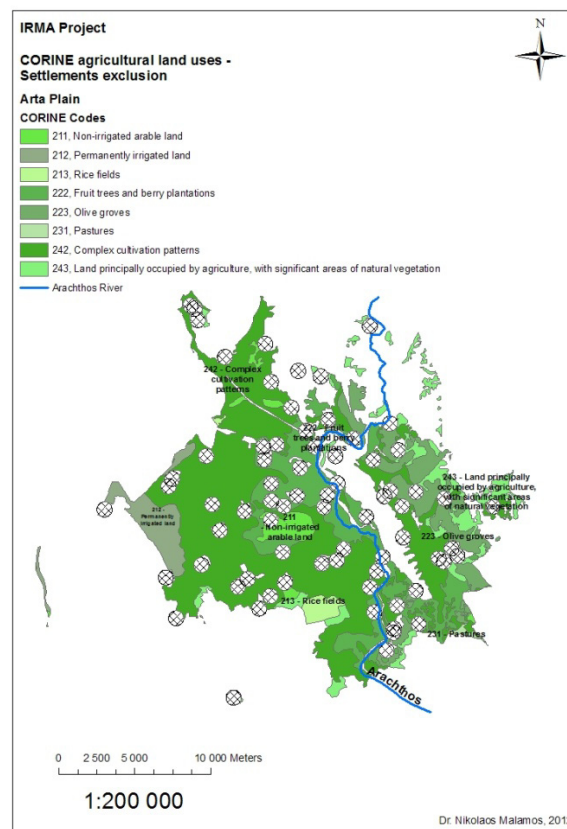 IRMA Project
N
CORINE agricultural land uses -
Settlements exclusion
Arta Plain
CORINE Codes
211, Non-irrigated arable land
212, Permanently irrigated land
213, Rice fields
222, Fruit trees and berry plantations
223, Olive groves
231, Pastures
242, Complex cultivation patterns
243, Land principally occupied by agriculture, with significant areas of natural vegetation
Arachthos River
242 - Complex
cultivation
patterns
222 - Fruit
trees and berry
plantations
243 - Land principally
occupied by agriculture,
with significant areas
of natural vegetation
212 -
Permanently
irrigated land
211
- Non-irrigated
arable land
223 - Olive groves
213 - Rice fields
231 - Pastures
Arachthos
0 2 500 5 000 10 000 Meters
1:200 000
Dr. Nikolaos Malamos, 201